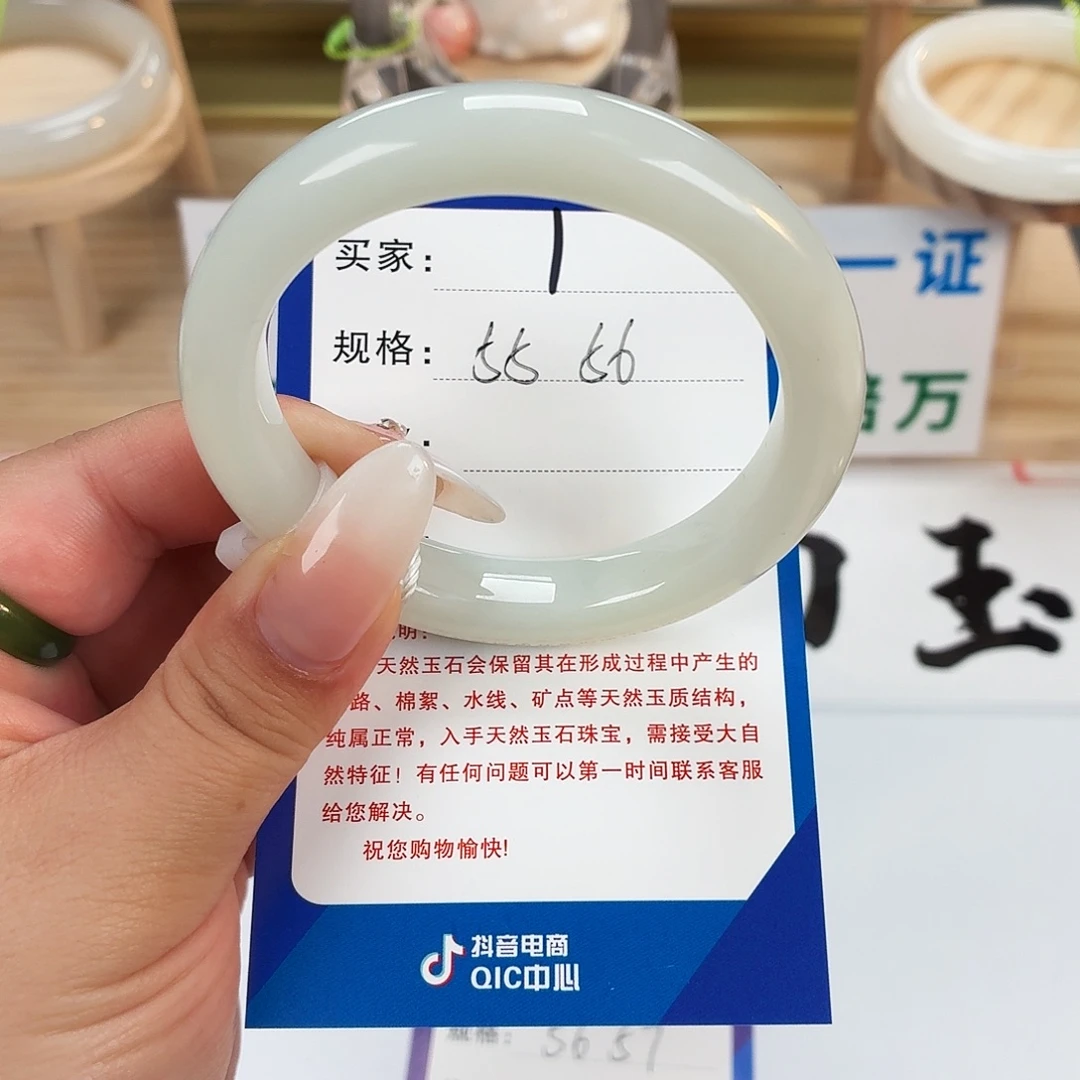 买家： 1
规格： 55 56
一证
赔万
玉
明：
天然玉石会保留其在形成过程中产生的
路、棉絮、水线、矿点等天然玉质结构，
纯属正常，入手天然玉石珠宝，需接受大自
然特征！有任何问题可以第一时间联系客服
给您解决。
祝您购物愉快！
抖音电商
QIC中心
规格： 56 57